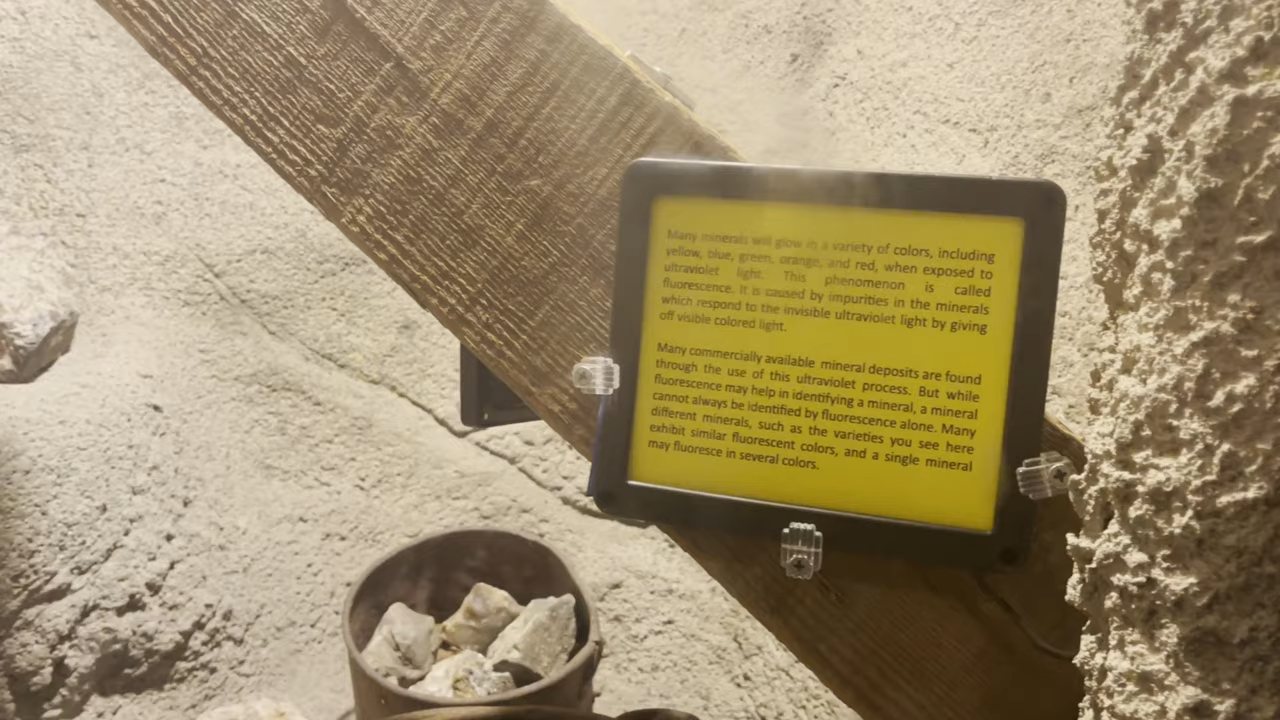 Many minerals will glow in a variety of colors, including
yellow, blue, green, orange, and red, when exposed to
ultraviolet light. This phenomenon is called
fluorescence. It is caused by impurities in the minerals
which respond to the invisible ultraviolet light by giving
off visible colored light.
Many commercially available mineral deposits are found
through the use of this ultraviolet process. But while
fluorescence may help in identifying a mineral, a mineral
cannot always be identified by fluorescence alone. Many
different minerals, such as the varieties you see here
exhibit similar fluorescent colors, and a single mineral
may fluoresce in several colors.